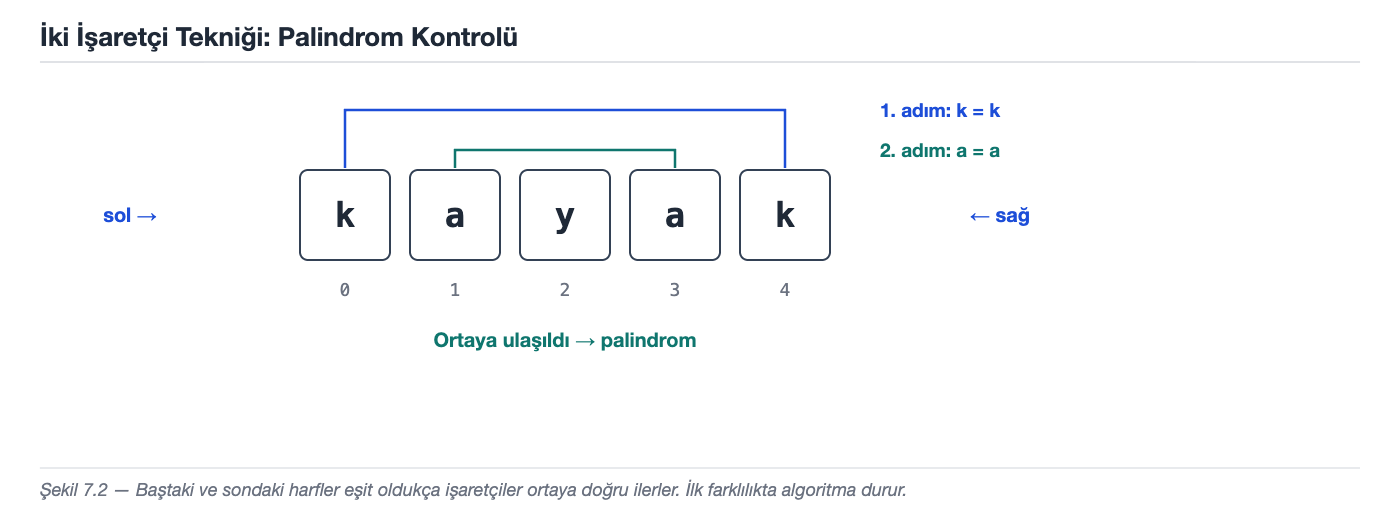 İki İşaretçi Tekniği: Palindrom Kontrolü
1. adım: k = k
2. adım: a = a
sol → k a y a k ← sağ
0 1 2 3 4
Ortaya ulaşıldı → palindrom
Şekil 7.2 — Baştaki ve sondaki harfler eşit oldukça işaretçiler ortaya doğru ilerler. İlk farklılıkta algoritma durur.